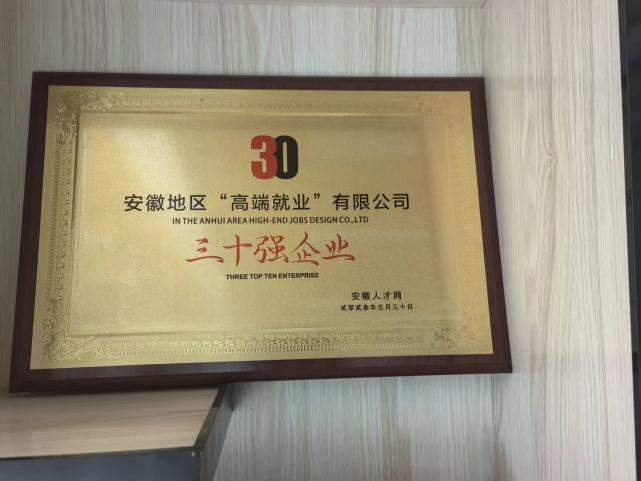 30
安徽地区“高端就业”有限公司
IN THE ANHUI AREA HIGH-END JOBS DESIGN CO.,LTD
三十强企业
THREE TOP TEN ENTERPRISE
安徽人才网
贰零贰叁年五月三十日